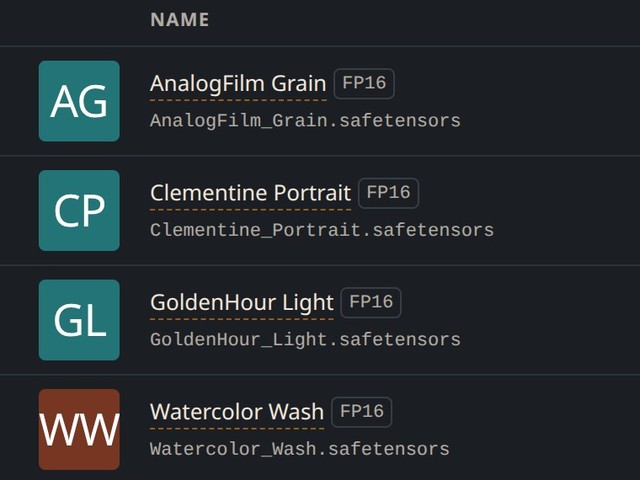 NAME
AG
AnalogFilm Grain FP16
AnalogFilm_Grain.safetensors
CP
Clementine Portrait FP16
Clementine_Portrait.safetensors
GL
GoldenHour Light FP16
GoldenHour_Light.safetensors
WW
Watercolor Wash FP16
Watercolor_Wash.safetensors